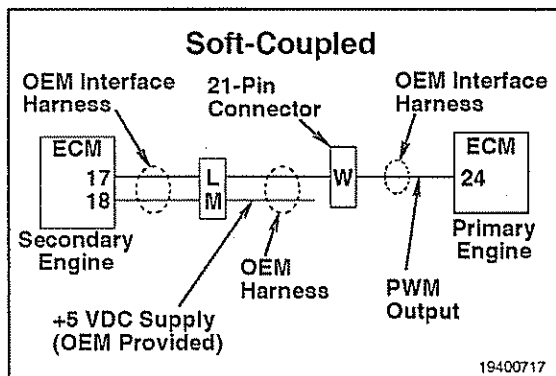 Soft-Coupled
OEM Interface
Harness
21-Pin
Connector
OEM Interface
Harness
ECM
17
18
L
M
W
ECM
24
Secondary
Engine
Primary
Engine
OEM
Harness
PWM
Output
+5 VDC Supply
(OEM Provided)
19400717